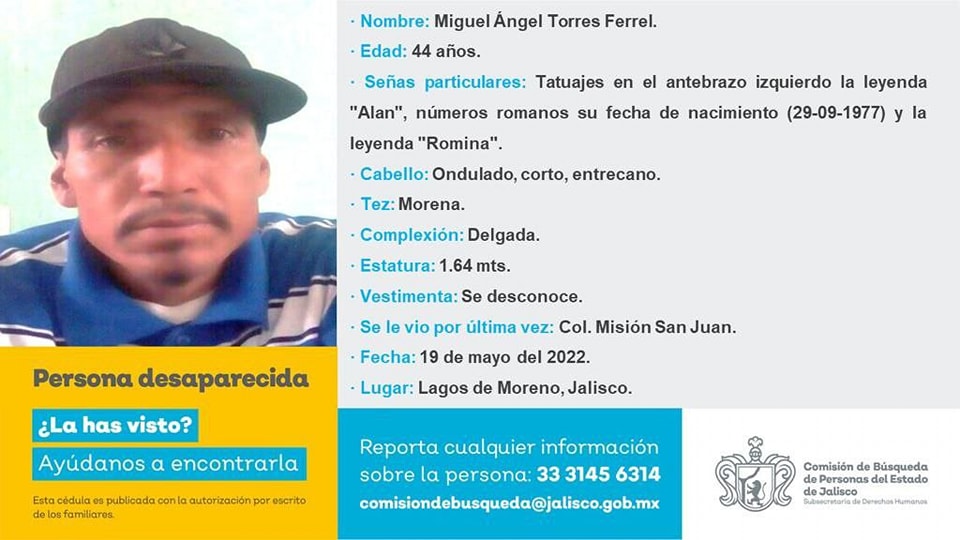 · Nombre: Miguel Ángel Torres Ferrel.
· Edad: 44 años.
· Señas particulares: Tatuajes en el antebrazo izquierdo la leyenda
"Alan", números romanos su fecha de nacimiento (29-09-1977) y la
leyenda "Romina".
· Cabello: Ondulado, corto, entrecano.
· Tez: Morena.
· Complexión: Delgada.
· Estatura: 1.64 mts.
· Vestimenta: Se desconoce.
· Se le vio por última vez: Col. Misión San Juan.
· Fecha: 19 de mayo del 2022.
· Lugar: Lagos de Moreno, Jalisco.
Persona desaparecida
¿La has visto?
Ayúdanos a encontrarla
Esta cédula es publicada con la autorización por escrito
de los familiares.
Reporta cualquier información
sobre la persona: 33 3145 6314
comisiondebusqueda@jalisco.gob.mx
Comisión de Búsqueda
de Personas del Estado
de Jalisco
Subsecretaría de Derechos Humanos